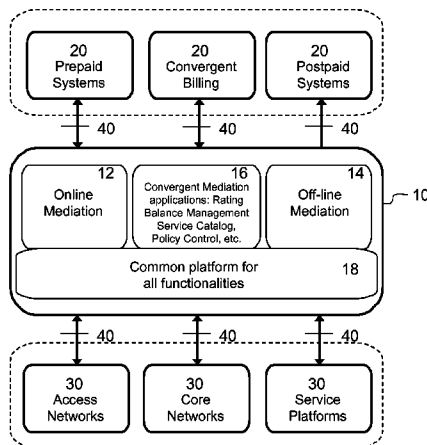 20
Prepaid
Systems
20
Convergent
Billing
20
Postpaid
Systems
40
40
40
12
Online
Mediation
16
Convergent Mediation
applications: Rating
Balance Management
Service Catalog,
Policy Control, etc.
14
Off-line
Mediation
10
Common platform for
all functionalities
18
40
40
40
30
Access
Networks
30
Core
Networks
30
Service
Platforms